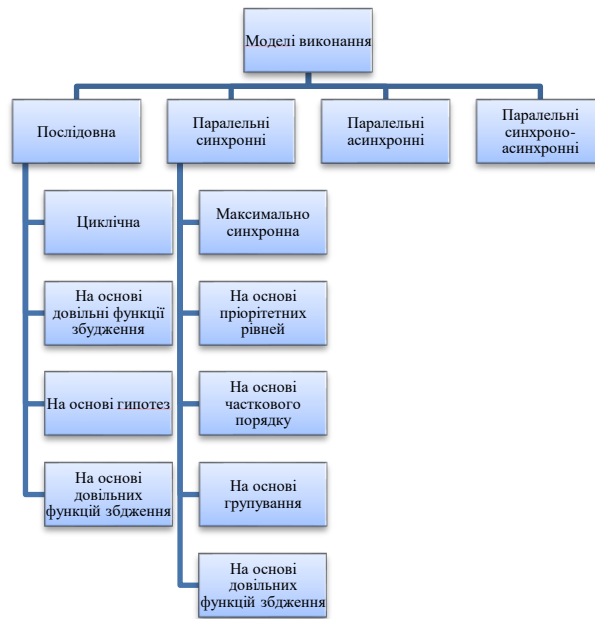 Моделі виконання
Послідовна
Паралельні
синхронні
Паралельні
асинхронні
Паралельні
синхроно-
асинхронні
Циклічна
На основі
довільні функції
збудження
На основі гипотез
На основі
довільних
функцій збдження
Максимально
синхронна
На основі
пріорітетних
рівней
На основі
часткового
порядку
На основі
групування
На основі
довільних
функцій збдження